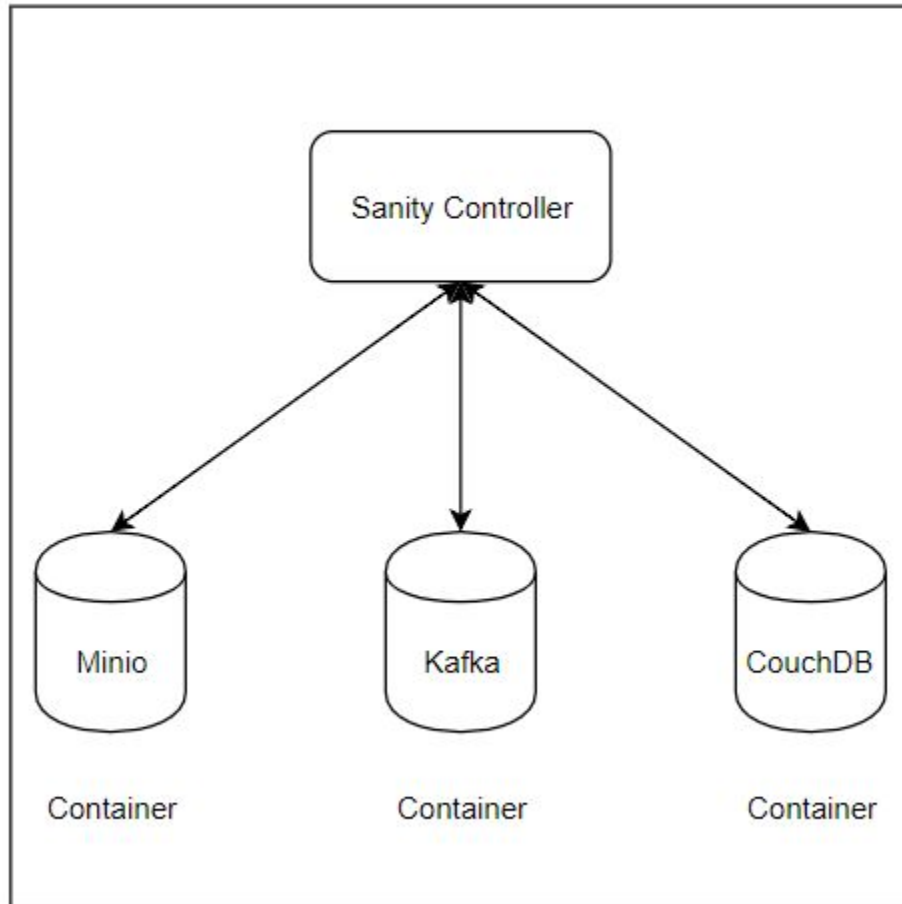 Sanity Controller
Minio
Kafka
CouchDB
Container
Container
Container